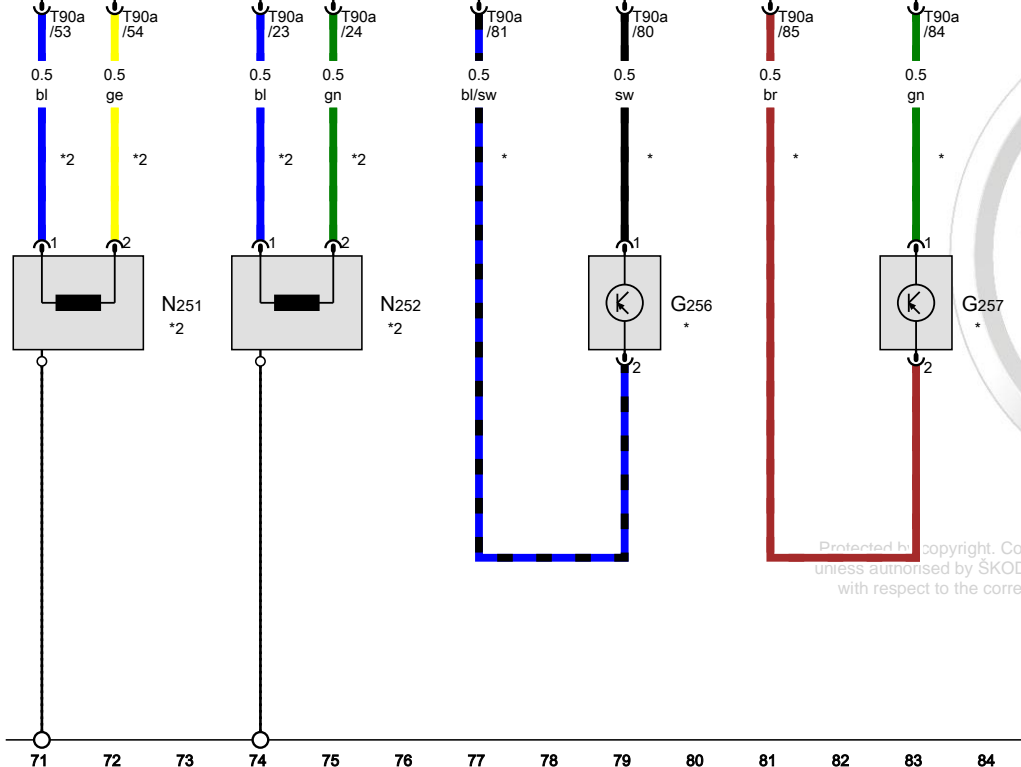 T90a T90a T90a T90a T90a T90a T90a T90a
/53 /54 /23 /24 /81 /80 /85 /84
0.5 0.5 0.5 0.5 0.5 0.5 0.5 0.5
bl ge bl gn bl/sw sw br gn
*2 *2 *2 *2 * * * *
1 2 1 2 1 1
N251 N252 G256 G257
*2 *2 * *
2 2
Protected by copyright. Co
unless authorised by ŠKOD
with respect to the corre
71 72 73 74 75 76 77 78 79 80 81 82 83 84